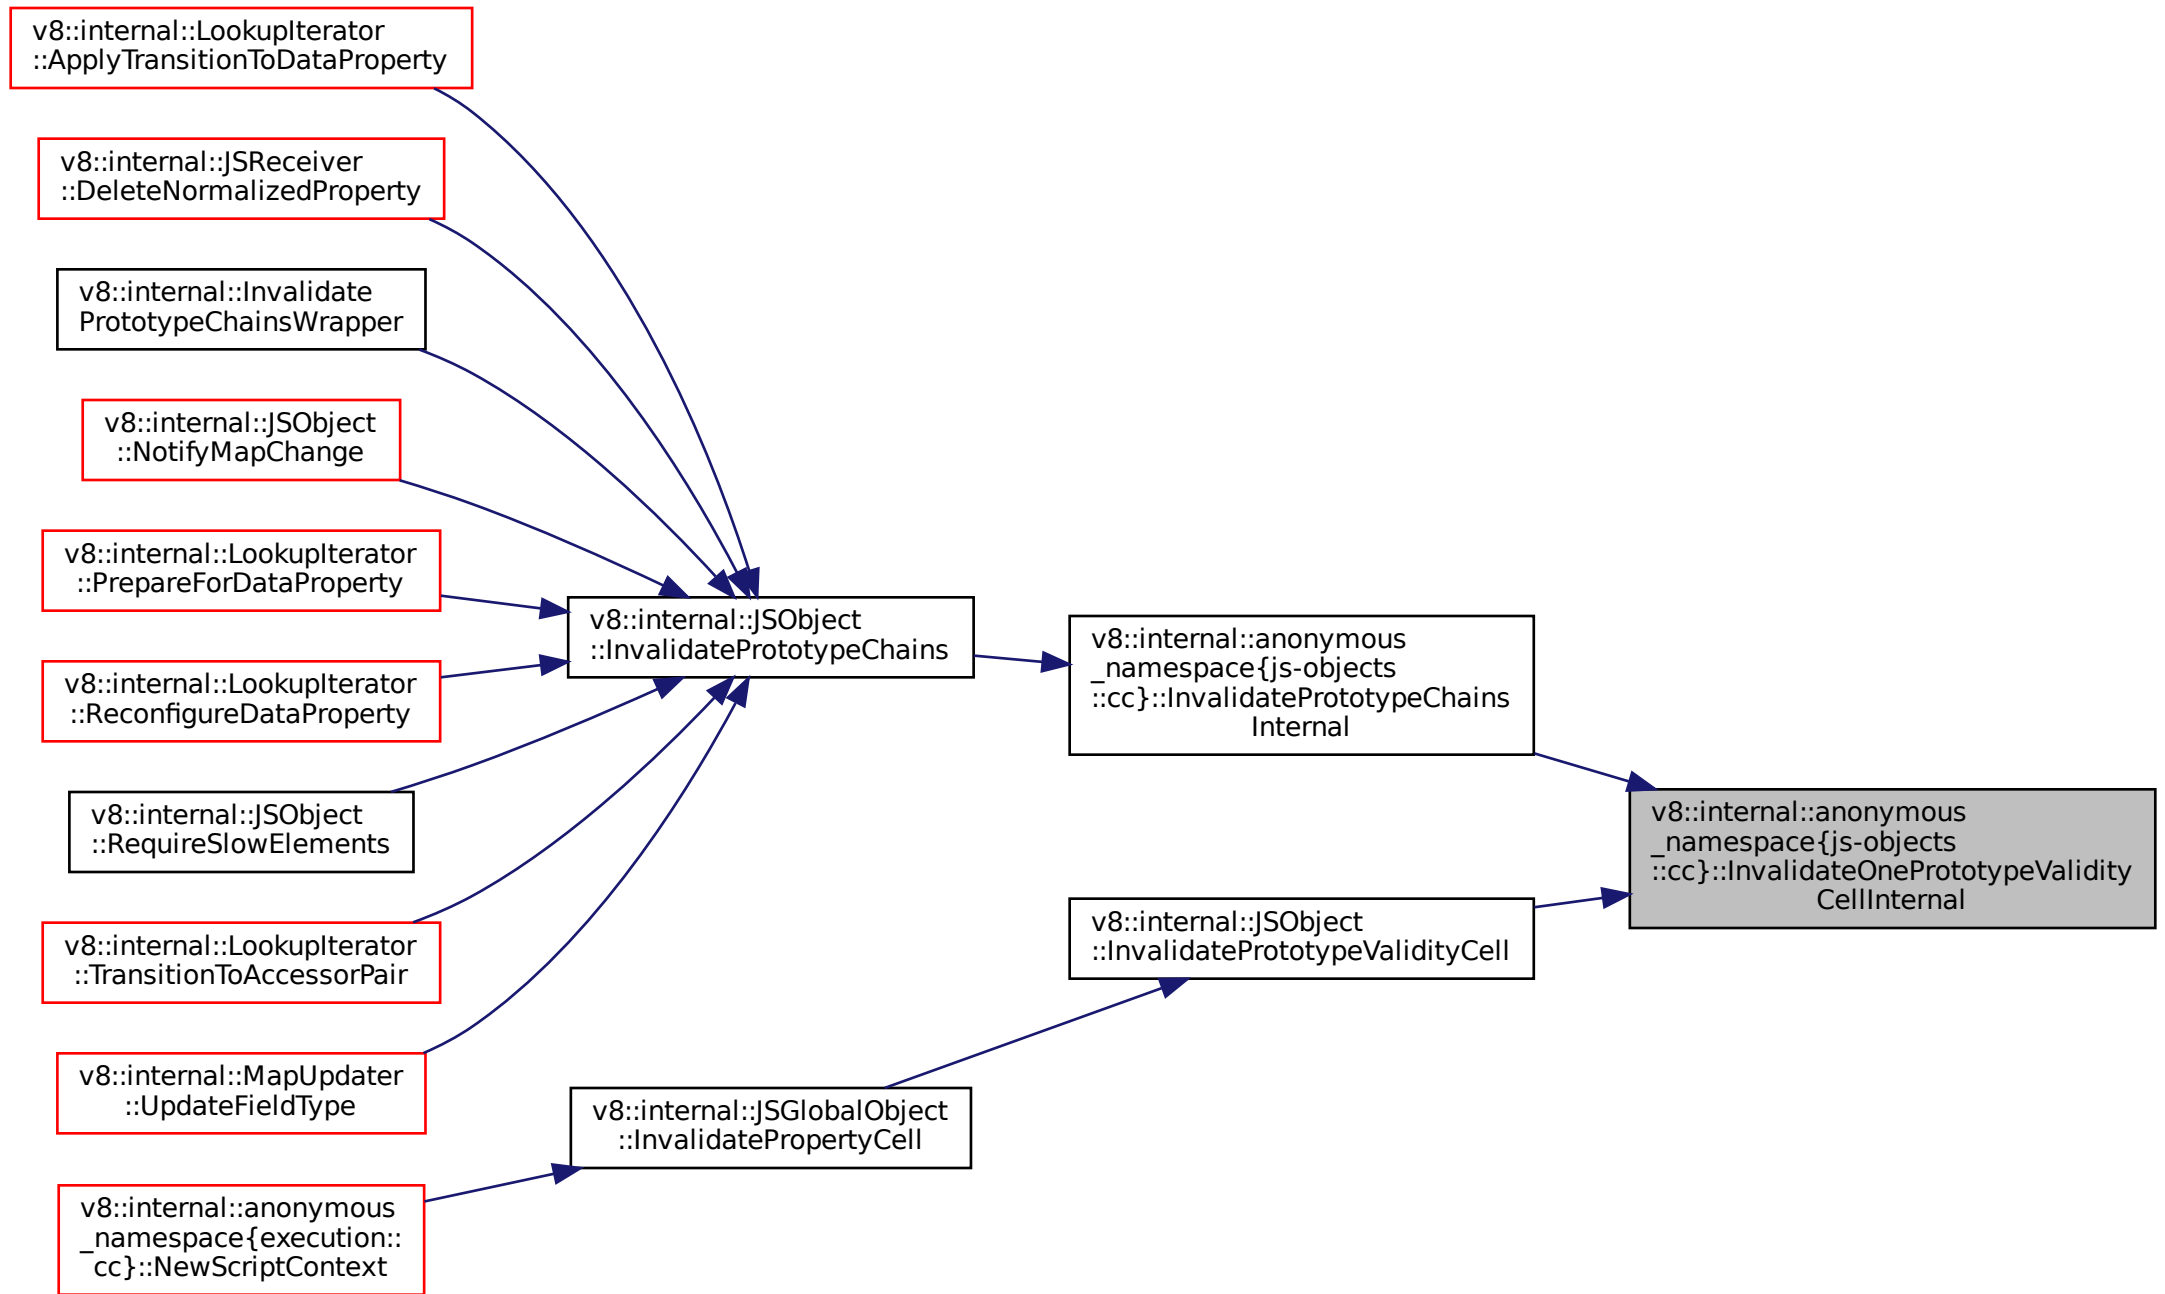 v8::internal::LookupIterator
::ApplyTransitionToDataProperty
v8::internal::JSReceiver
::DeleteNormalizedProperty
v8::internal::Invalidate
PrototypeChainsWrapper
v8::internal::JSObject
::NotifyMapChange
v8::internal::LookupIterator
::PrepareForDataProperty
v8::internal::LookupIterator
::ReconfigureDataProperty
v8::internal::JSObject
::RequireSlowElements
v8::internal::LookupIterator
::TransitionToAccessorPair
v8::internal::MapUpdater
::UpdateFieldType
v8::internal::anonymous
_namespace{execution::
cc}::NewScriptContext
v8::internal::JSObject
::InvalidatePrototypeChains
v8::internal::JSGlobalObject
::InvalidatePropertyCell
v8::internal::anonymous
_namespace{js-objects
::cc}::InvalidatePrototypeChains
Internal
v8::internal::JSObject
::InvalidatePrototypeValidityCell
v8::internal::anonymous
_namespace{js-objects
::cc}::InvalidateOnePrototypeValidity
CellInternal